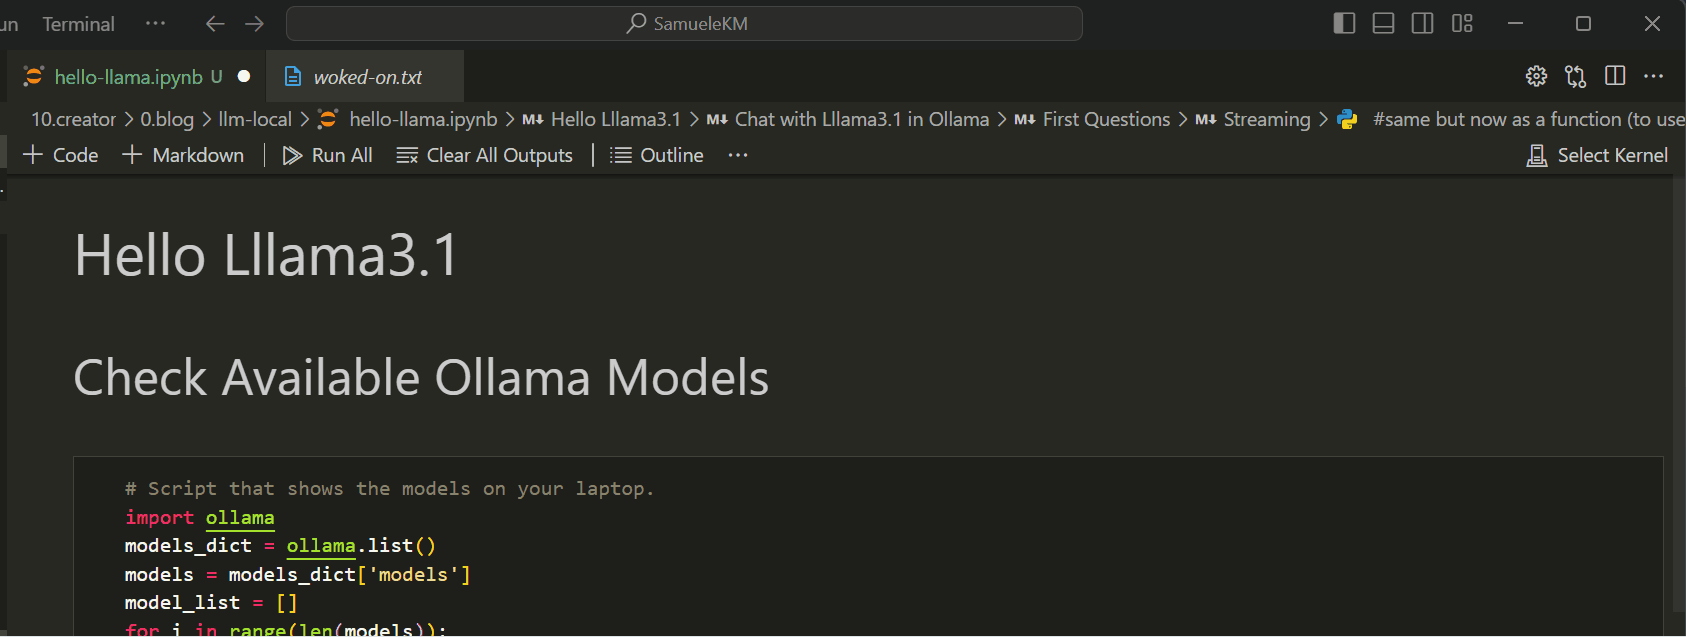 un Terminal ··· SamueleKM
hello-llama.ipynb U woked-on.txt
10.creator > 0.blog > llm-local > hello-llama.ipynb > M↓ Hello Lllama3.1 > M↓ Chat with Lllama3.1 in Ollama > M↓ First Questions > M↓ Streaming > #same but now as a function (to use
+ Code + Markdown | Run All Clear All Outputs | Outline ··· Select Kernel
Hello Lllama3.1
Check Available Ollama Models
# Script that shows the models on your laptop.
import ollama
models_dict = ollama.list()
models = models_dict['models']
model_list = []
for i in range(len(models)):